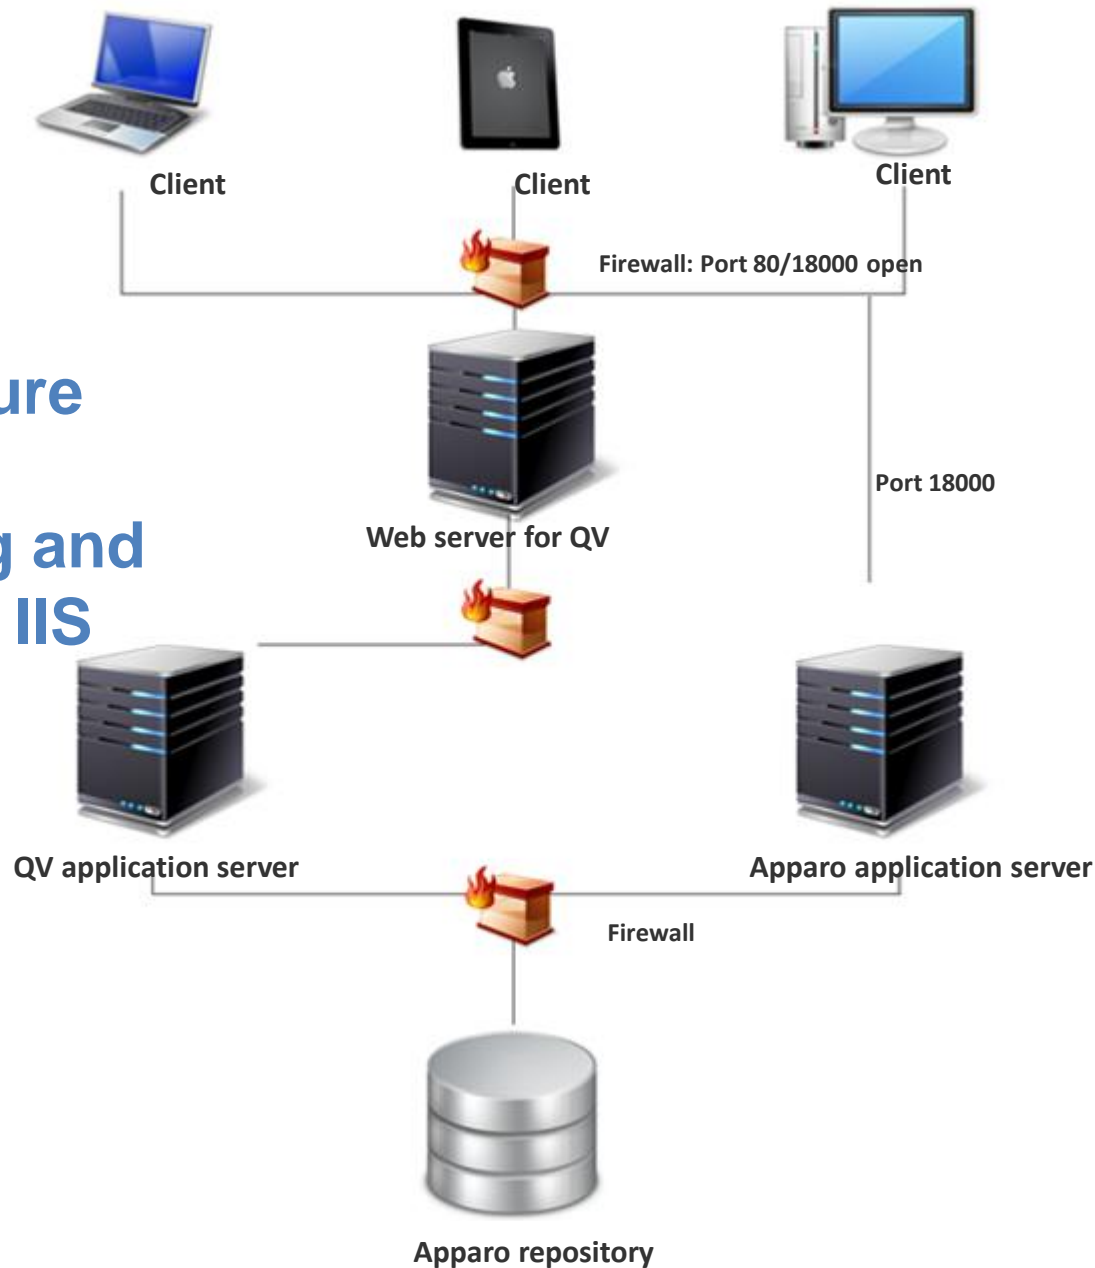 Client
Client
Client
Firewall: Port 80/18000 open
ure
Port 18000
g and
Web server for QV
IIS
QV application server
Apparo application server
Firewall
Apparo repository